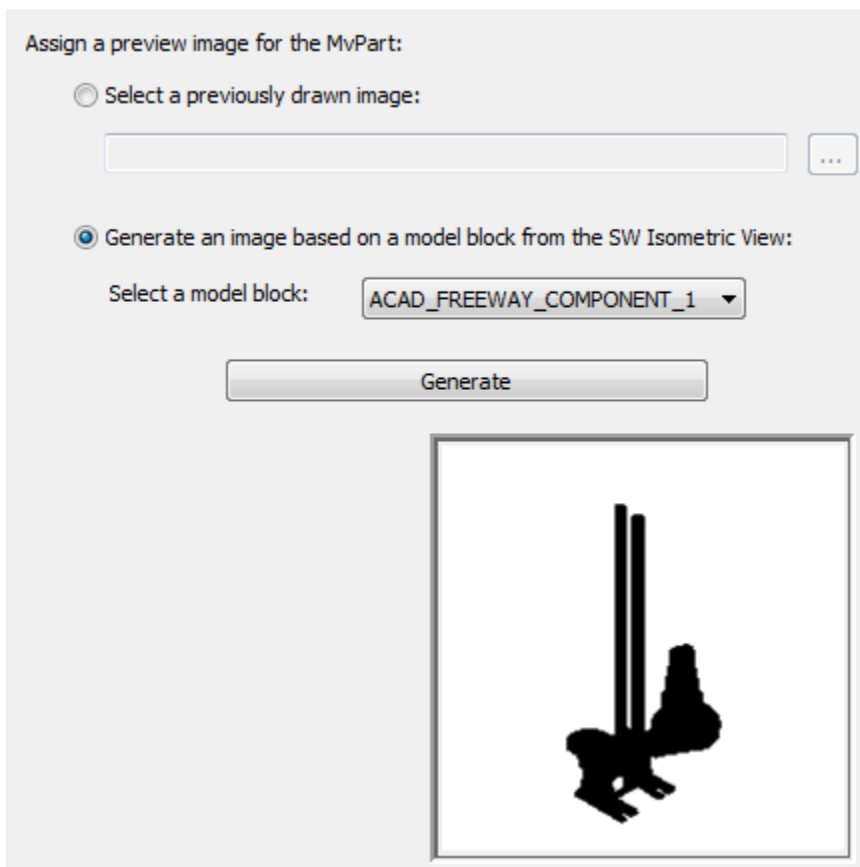 Assign a preview image for the MvPart:
Select a previously drawn image:
...
Generate an image based on a model block from the SW Isometric View:
Select a model block: ACAD_FREEWAY_COMPONENT_1
Generate